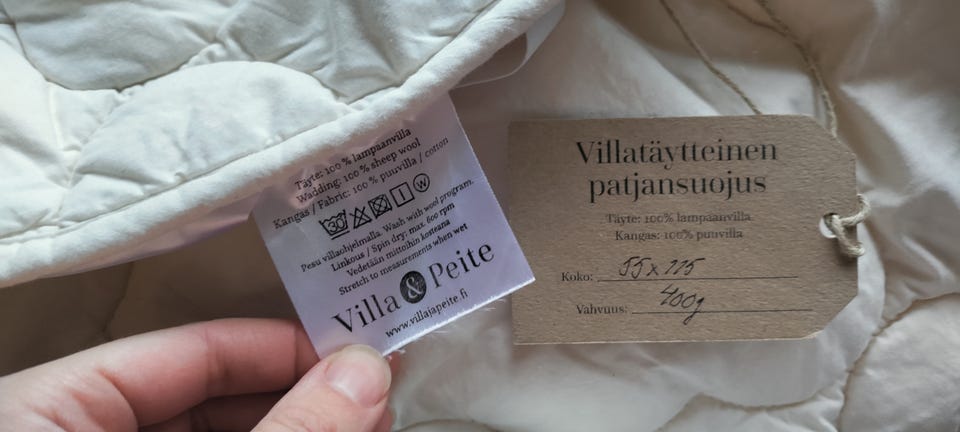 Täyte: 100 % lampaanvilla
Wadding: 100 % sheep wool
Kangas / Fabric: 100 % puuvilla / cotton
30 W
Pesu villaohjelmalla. Wash with wool program.
Linkous / Spin dry: max. 600 rpm
Vedetään mittoihin kosteana
Stretch to measurements when wet
Villa & Peite
www.villajapeite.fi
Villatäytteinen
patjansuojus
Täyte: 100% lampaanvilla
Kangas: 100% puuvilla
Koko: 55 x 115
Vahvuus: 400g